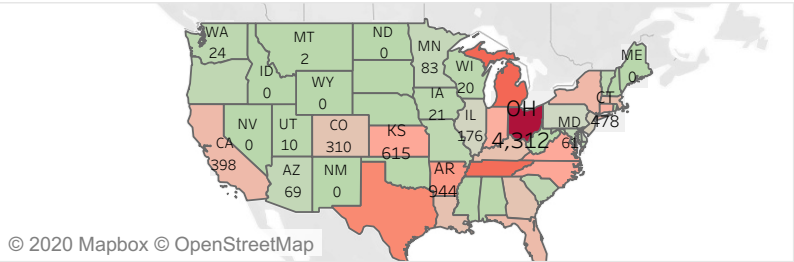 WA
24
MT
2
ND
0
MN
83
ME
0
ID
0
WY
0
WI
20
IA
21
NV
0
UT
10
CO
310
KS
615
IL
176
OH
4,312
MD
CT
478
CA
398
AZ
69
NM
0
AR
944
© 2020 Mapbox © OpenStreetMap